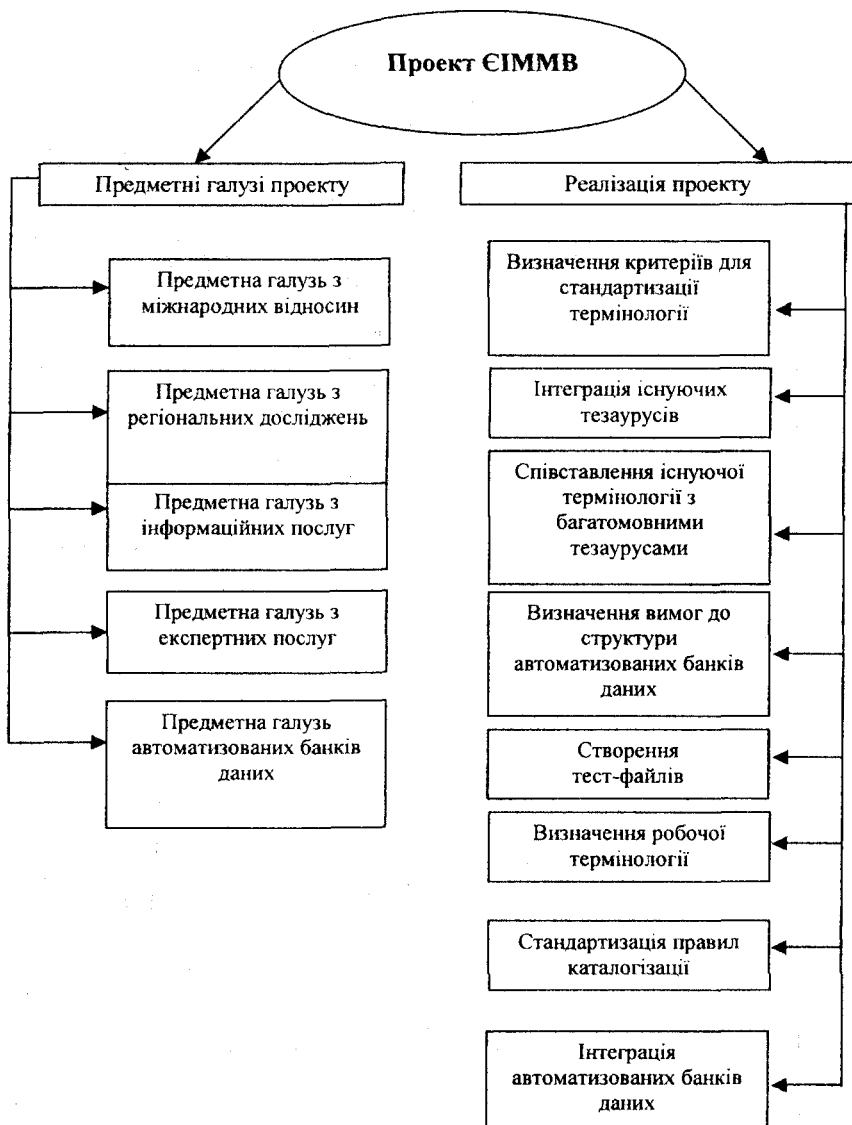 Проект ЄІММВ
Предметні галузі проекту
Предметна галузь з
міжнародних відносин
Предметна галузь з
регіональних досліджень
Предметна галузь з
інформаційних послуг
Предметна галузь з
експертних послуг
Предметна галузь
автоматизованих банків
даних
Реалізація проекту
Визначення критеріїв для
стандартизації
термінології
Інтеграція існуючих
тезаурусів
Співставлення існуючої
термінології з
багатомовними
тезаурусами
Визначення вимог до
структури
автоматизованих банків
даних
Створення
тест-файлів
Визначення робочої
термінології
Стандартизація правил
каталогізації
Інтеграція
автоматизованих банків
даних